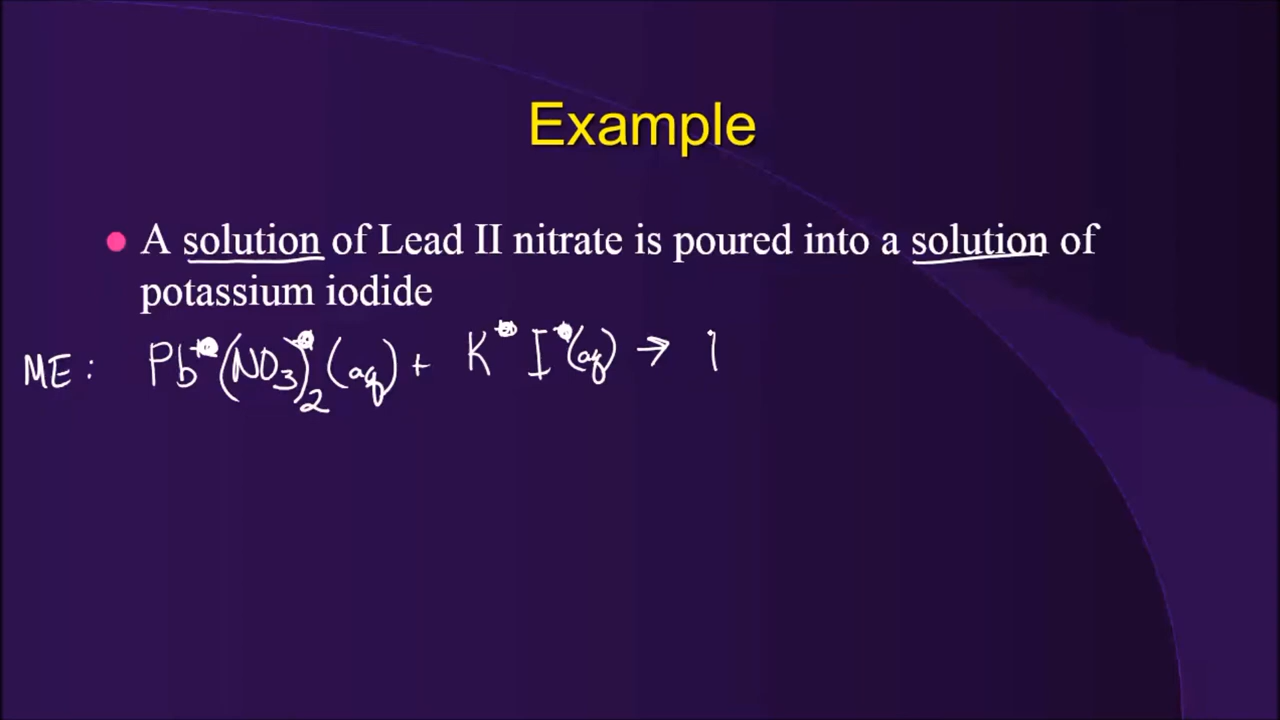 Example
A solution of Lead II nitrate is poured into a solution of
potassium iodide
ME: Pb(NO3)2(aq) + K I(aq) →